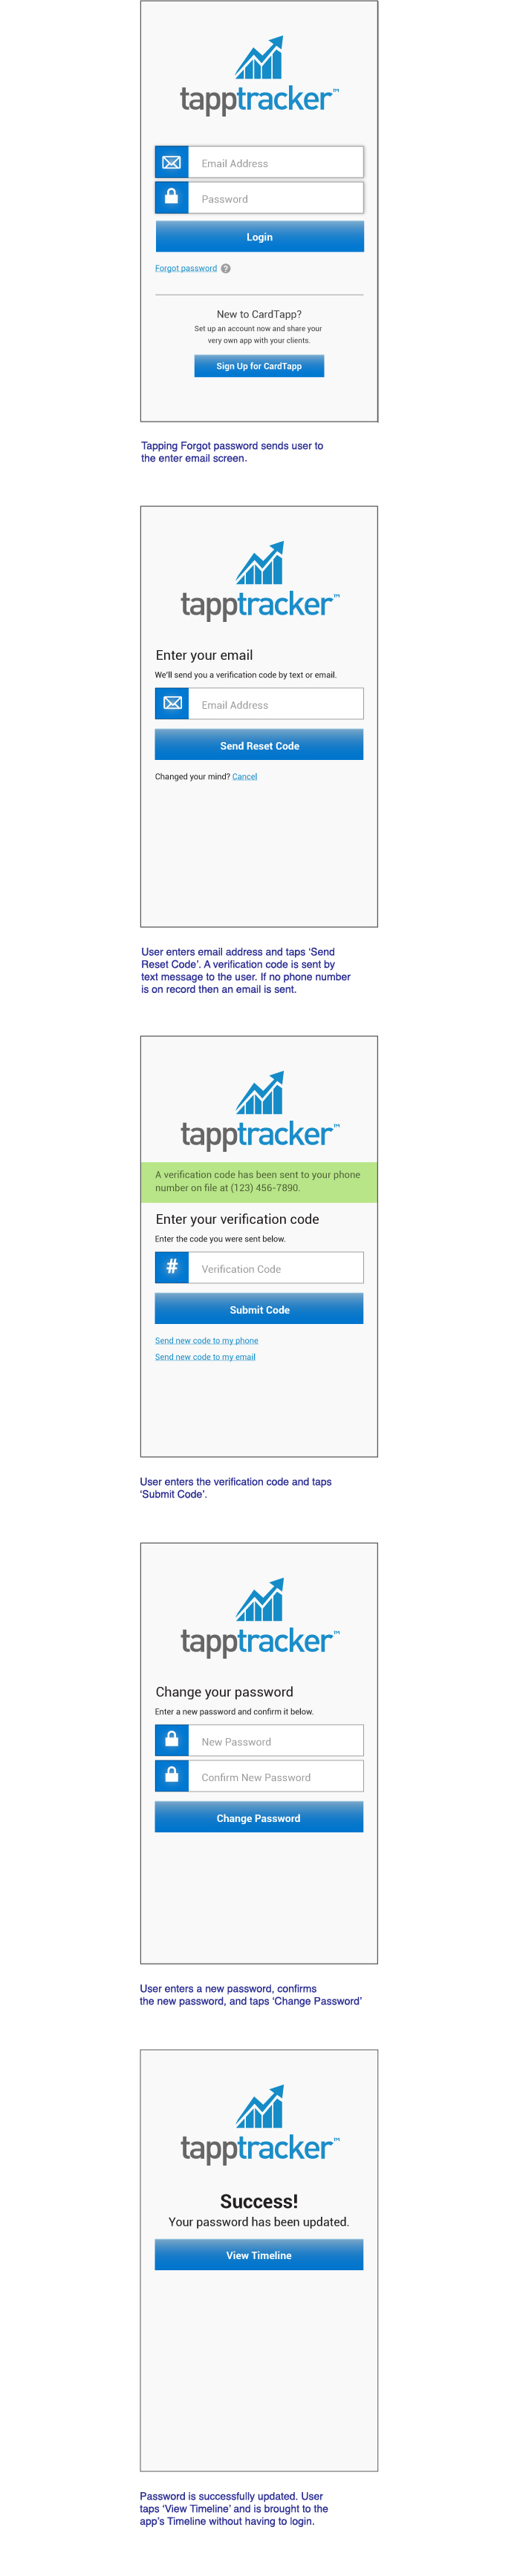 tapptracker™
Email Address
Password
Login
Forgot password ?
New to CardTapp?
Set up an account now and share your
very own app with your clients.
Sign Up for CardTapp
Tapping Forgot password sends user to
the enter email screen.
tapptracker™
Enter your email
We'll send you a verification code by text or email.
Email Address
Send Reset Code
Changed your mind? Cancel
User enters email address and taps ‘Send
Reset Code’. A verification code is sent by
text message to the user. If no phone number
is on record then an email is sent.
tapptracker™
A verification code has been sent to your phone
number on file at (123) 456-7890.
Enter your verification code
Enter the code you were sent below.
# Verification Code
Submit Code
Send new code to my phone
Send new code to my email
User enters the verification code and taps
‘Submit Code’.
tapptracker™
Change your password
Enter a new password and confirm it below.
New Password
Confirm New Password
Change Password
User enters a new password, confirms
the new password, and taps ‘Change Password’
tapptracker™
Success!
Your password has been updated.
View Timeline
Password is successfully updated. User
taps ‘View Timeline’ and is brought to the
app’s Timeline without having to login.